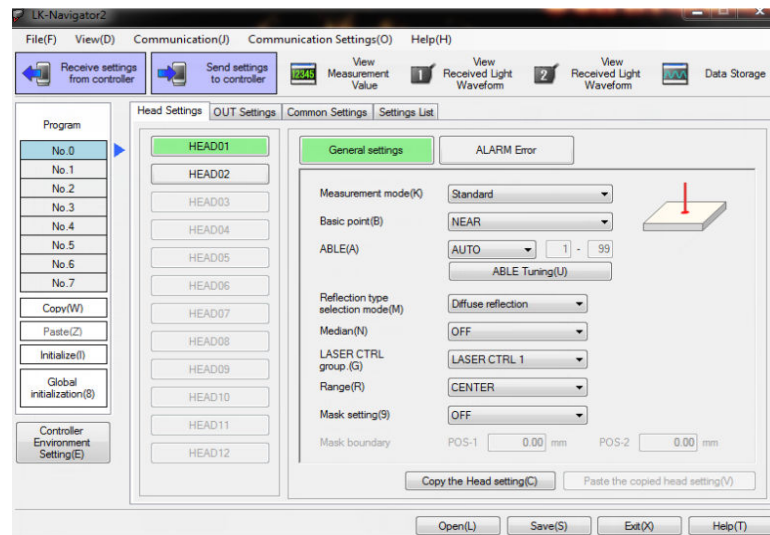 LK-Navigator2
File(F) View(D) Communication(J) Communication Settings(O) Help(H)
Receive settings from controller
Send settings to controller
12345
View Measurement Value
1
View Received Light Waveform
2
View Received Light Waveform
Data Storage
Program
No.0
No.1
No.2
No.3
No.4
No.5
No.6
No.7
Copy(W)
Paste(Z)
Initialize(I)
Global initialization(8)
Controller Environment Setting(E)
Head Settings OUT Settings Common Settings Settings List
HEAD01
HEAD02
HEAD03
HEAD04
HEAD05
HEAD06
HEAD07
HEAD08
HEAD09
HEAD10
HEAD11
HEAD12
General settings ALARM Error
Measurement mode(K) Standard
Basic point(B) NEAR
ABLE(A) AUTO 1 - 99
ABLE Tuning(U)
Reflection type selection mode(M) Diffuse reflection
Median(N) OFF
LASER CTRL group.(G) LASER CTRL 1
Range(R) CENTER
Mask setting(9) OFF
Mask boundary POS-1 0.00 mm POS-2 0.00 mm
Copy the Head setting(C) Paste the copied head setting(V)
Open(L) Save(S) Exit(X) Help(T)